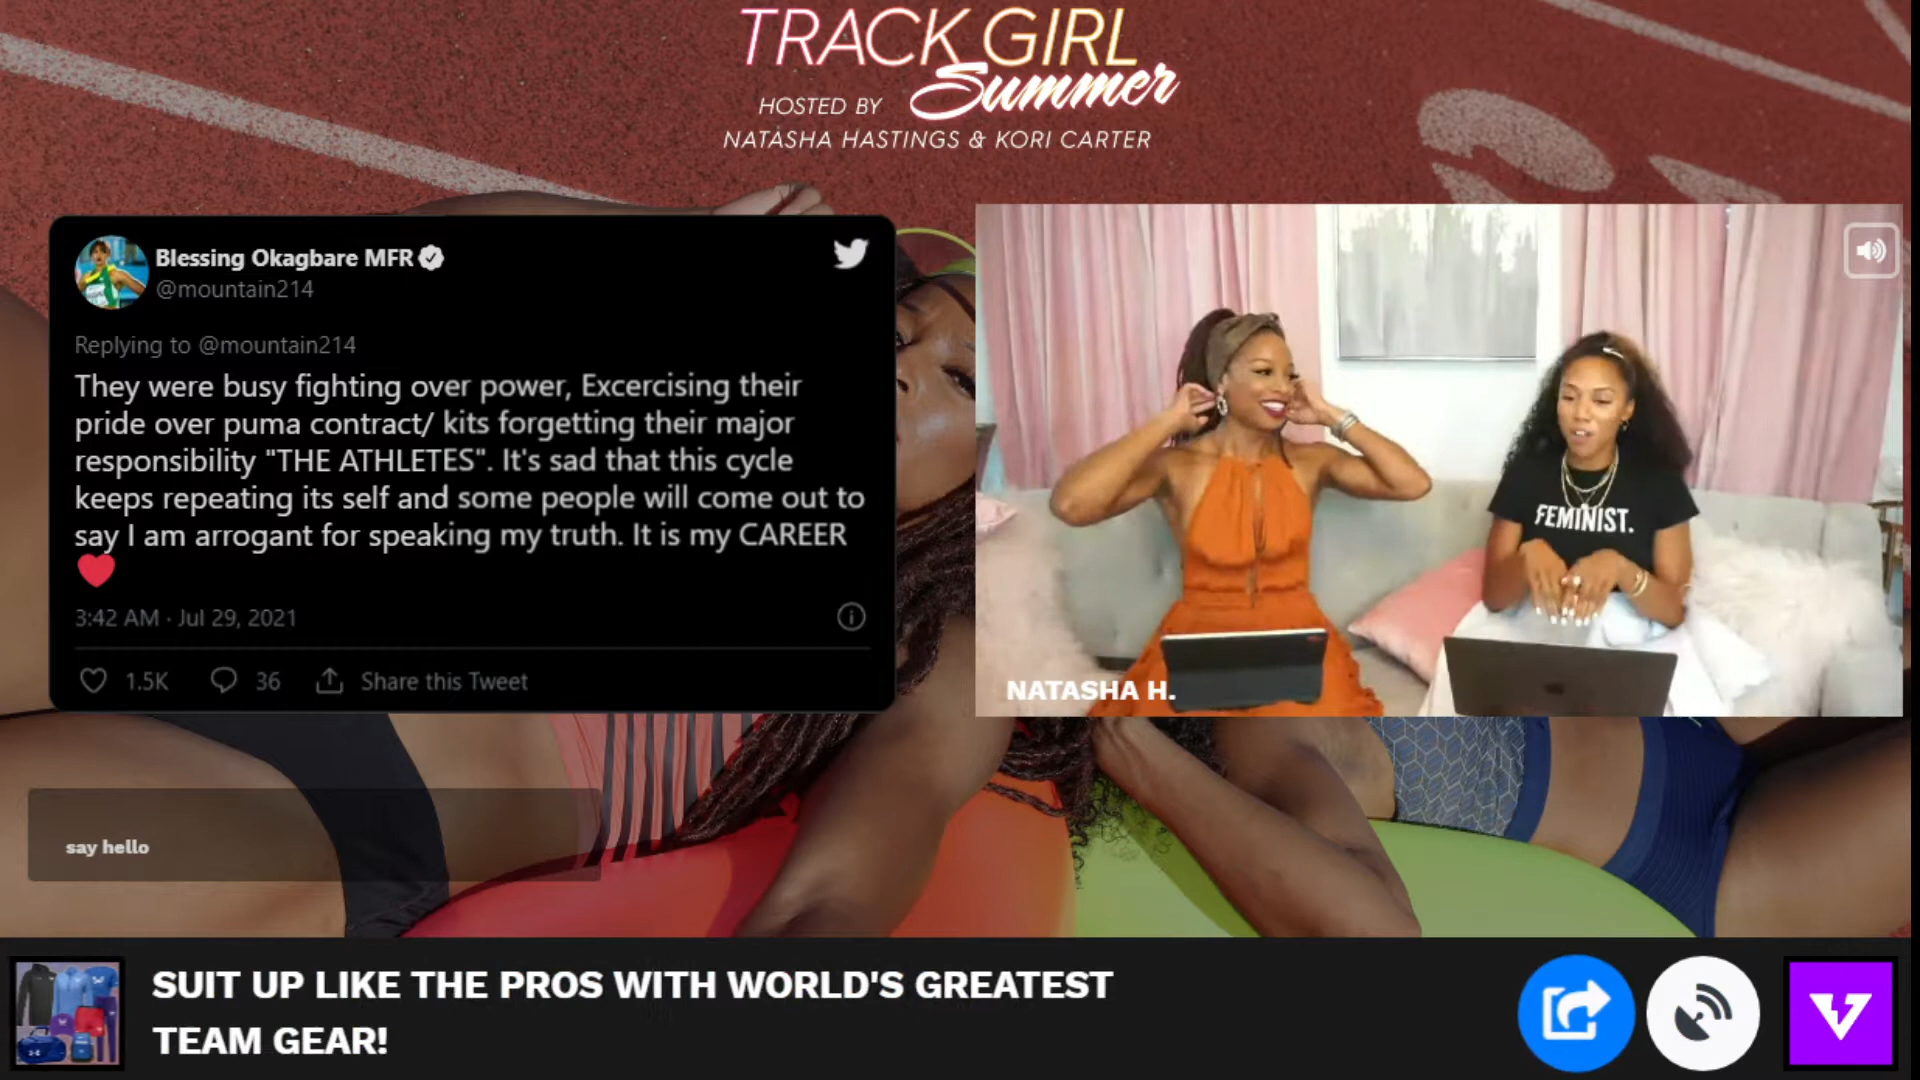 TRACK GIRL
Summer
HOSTED BY
NATASHA HASTINGS & KORI CARTER
Blessing Okagbare MFR
@mountain214
Replying to @mountain214
They were busy fighting over power, Excercising their
pride over puma contract/ kits forgetting their major
responsibility "THE ATHLETES". It's sad that this cycle
keeps repeating its self and some people will come out to
say I am arrogant for speaking my truth. It is my CAREER
3:42 AM · Jul 29, 2021
1.5K 36 Share this Tweet
FEMINIST.
NATASHA H.
say hello
SUIT UP LIKE THE PROS WITH WORLD'S GREATEST
TEAM GEAR!